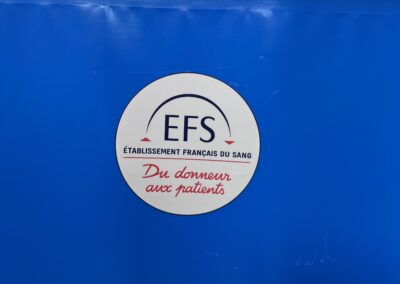 EFS
ÉTABLISSEMENT FRANÇAIS DU SANG
Du donneur
aux patients